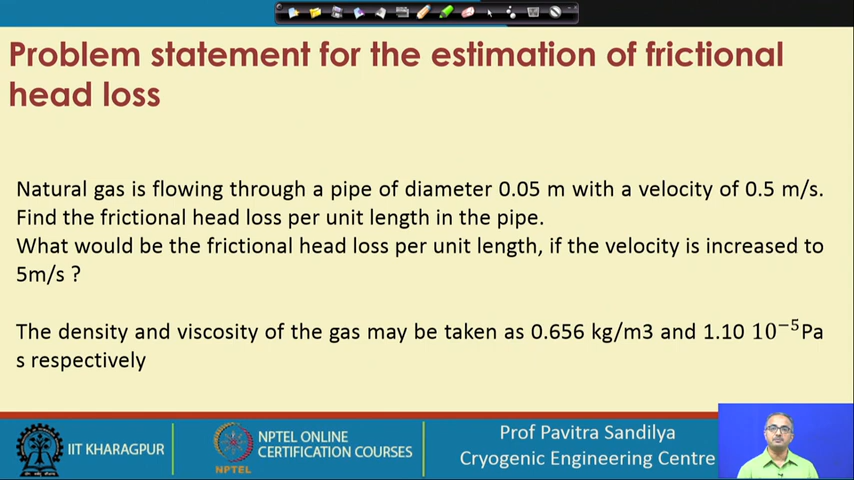 Problem statement for the estimation of frictional
head loss
Natural gas is flowing through a pipe of diameter 0.05 m with a velocity of 0.5 m/s.
Find the frictional head loss per unit length in the pipe.
What would be the frictional head loss per unit length, if the velocity is increased to
5m/s ?
The density and viscosity of the gas may be taken as 0.656 kg/m3 and 1.10 10⁻⁵Pa
s respectively
IIT KHARAGPUR
NPTEL
NPTEL ONLINE
CERTIFICATION COURSES
Prof Pavitra Sandilya
Cryogenic Engineering Centre